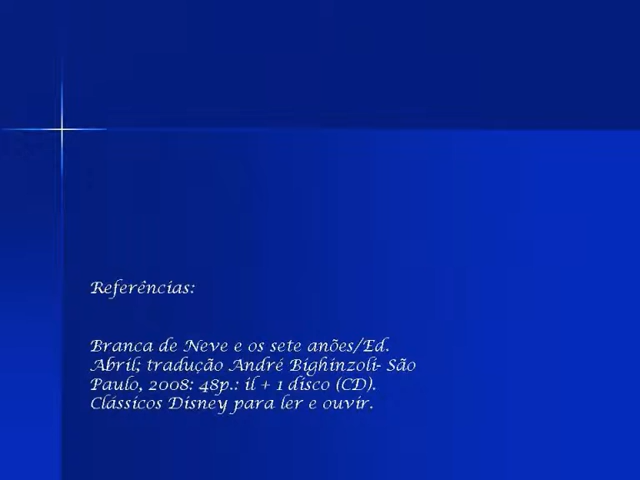 Referências:
Branca de Neve e os sete anões/Ed.
Abril; tradução André Bighinzoli- São
Paulo, 2008: 48p.: il + 1 disco (CD).
Clássicos Disney para ler e ouvir.